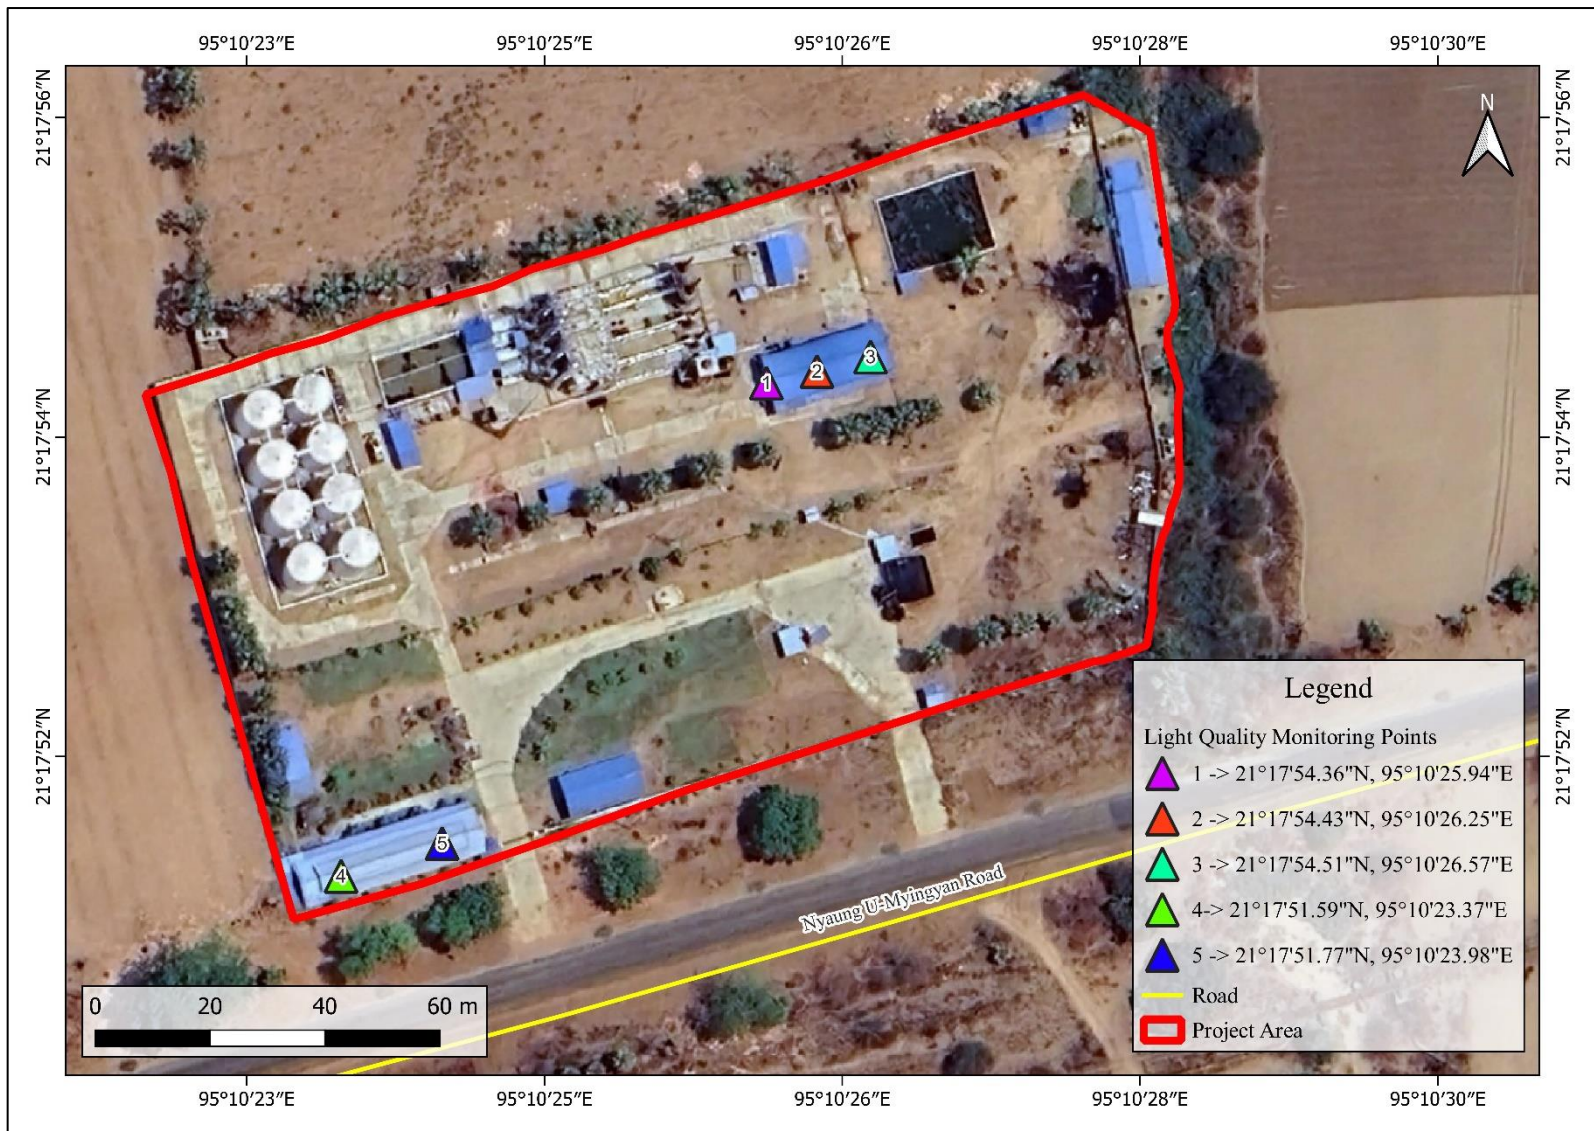 95°10'23"E 95°10'25"E 95°10'26"E 95°10'28"E 95°10'30"E
21°17'56"N 21°17'56"N
N
1
2
3
21°17'54"N 21°17'54"N
21°17'52"N 21°17'52"N
4
5
Nyaung U-Myingyan Road
Legend
Light Quality Monitoring Points
1 -> 21°17'54.36"N, 95°10'25.94"E
2 -> 21°17'54.43"N, 95°10'26.25"E
3 -> 21°17'54.51"N, 95°10'26.57"E
4-> 21°17'51.59"N, 95°10'23.37"E
5 -> 21°17'51.77"N, 95°10'23.98"E
Road
Project Area
0 20 40 60 m
95°10'23"E 95°10'25"E 95°10'26"E 95°10'28"E 95°10'30"E